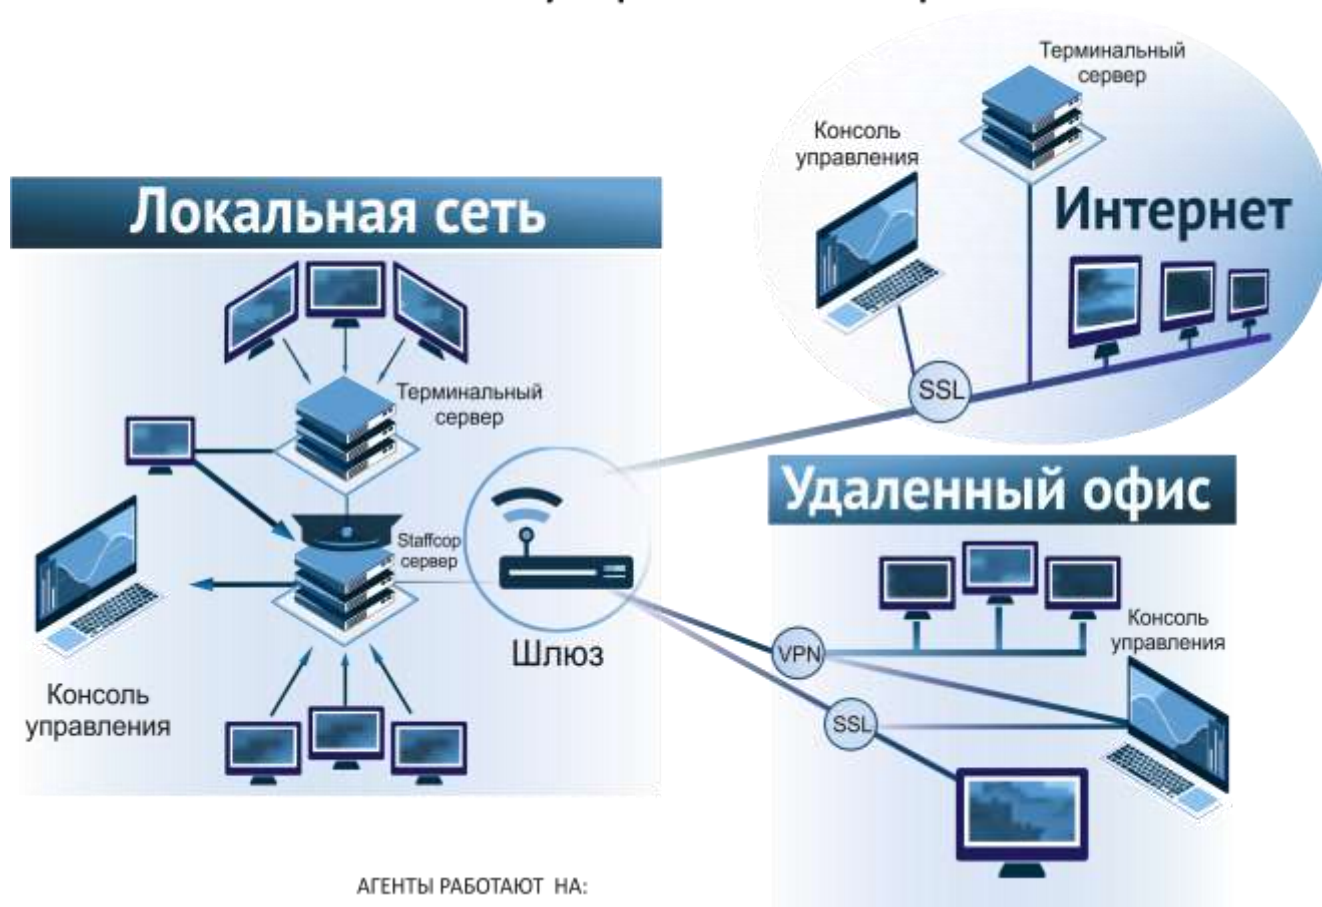 Терминальный
сервер
Консоль
управления
Интернет
SSL
Локальная сеть
Терминальный
сервер
Staffcop
сервер
Шлюз
Консоль
управления
Удаленный офис
Консоль
управления
VPN
SSL
АГЕНТЫ РАБОТАЮТ НА: